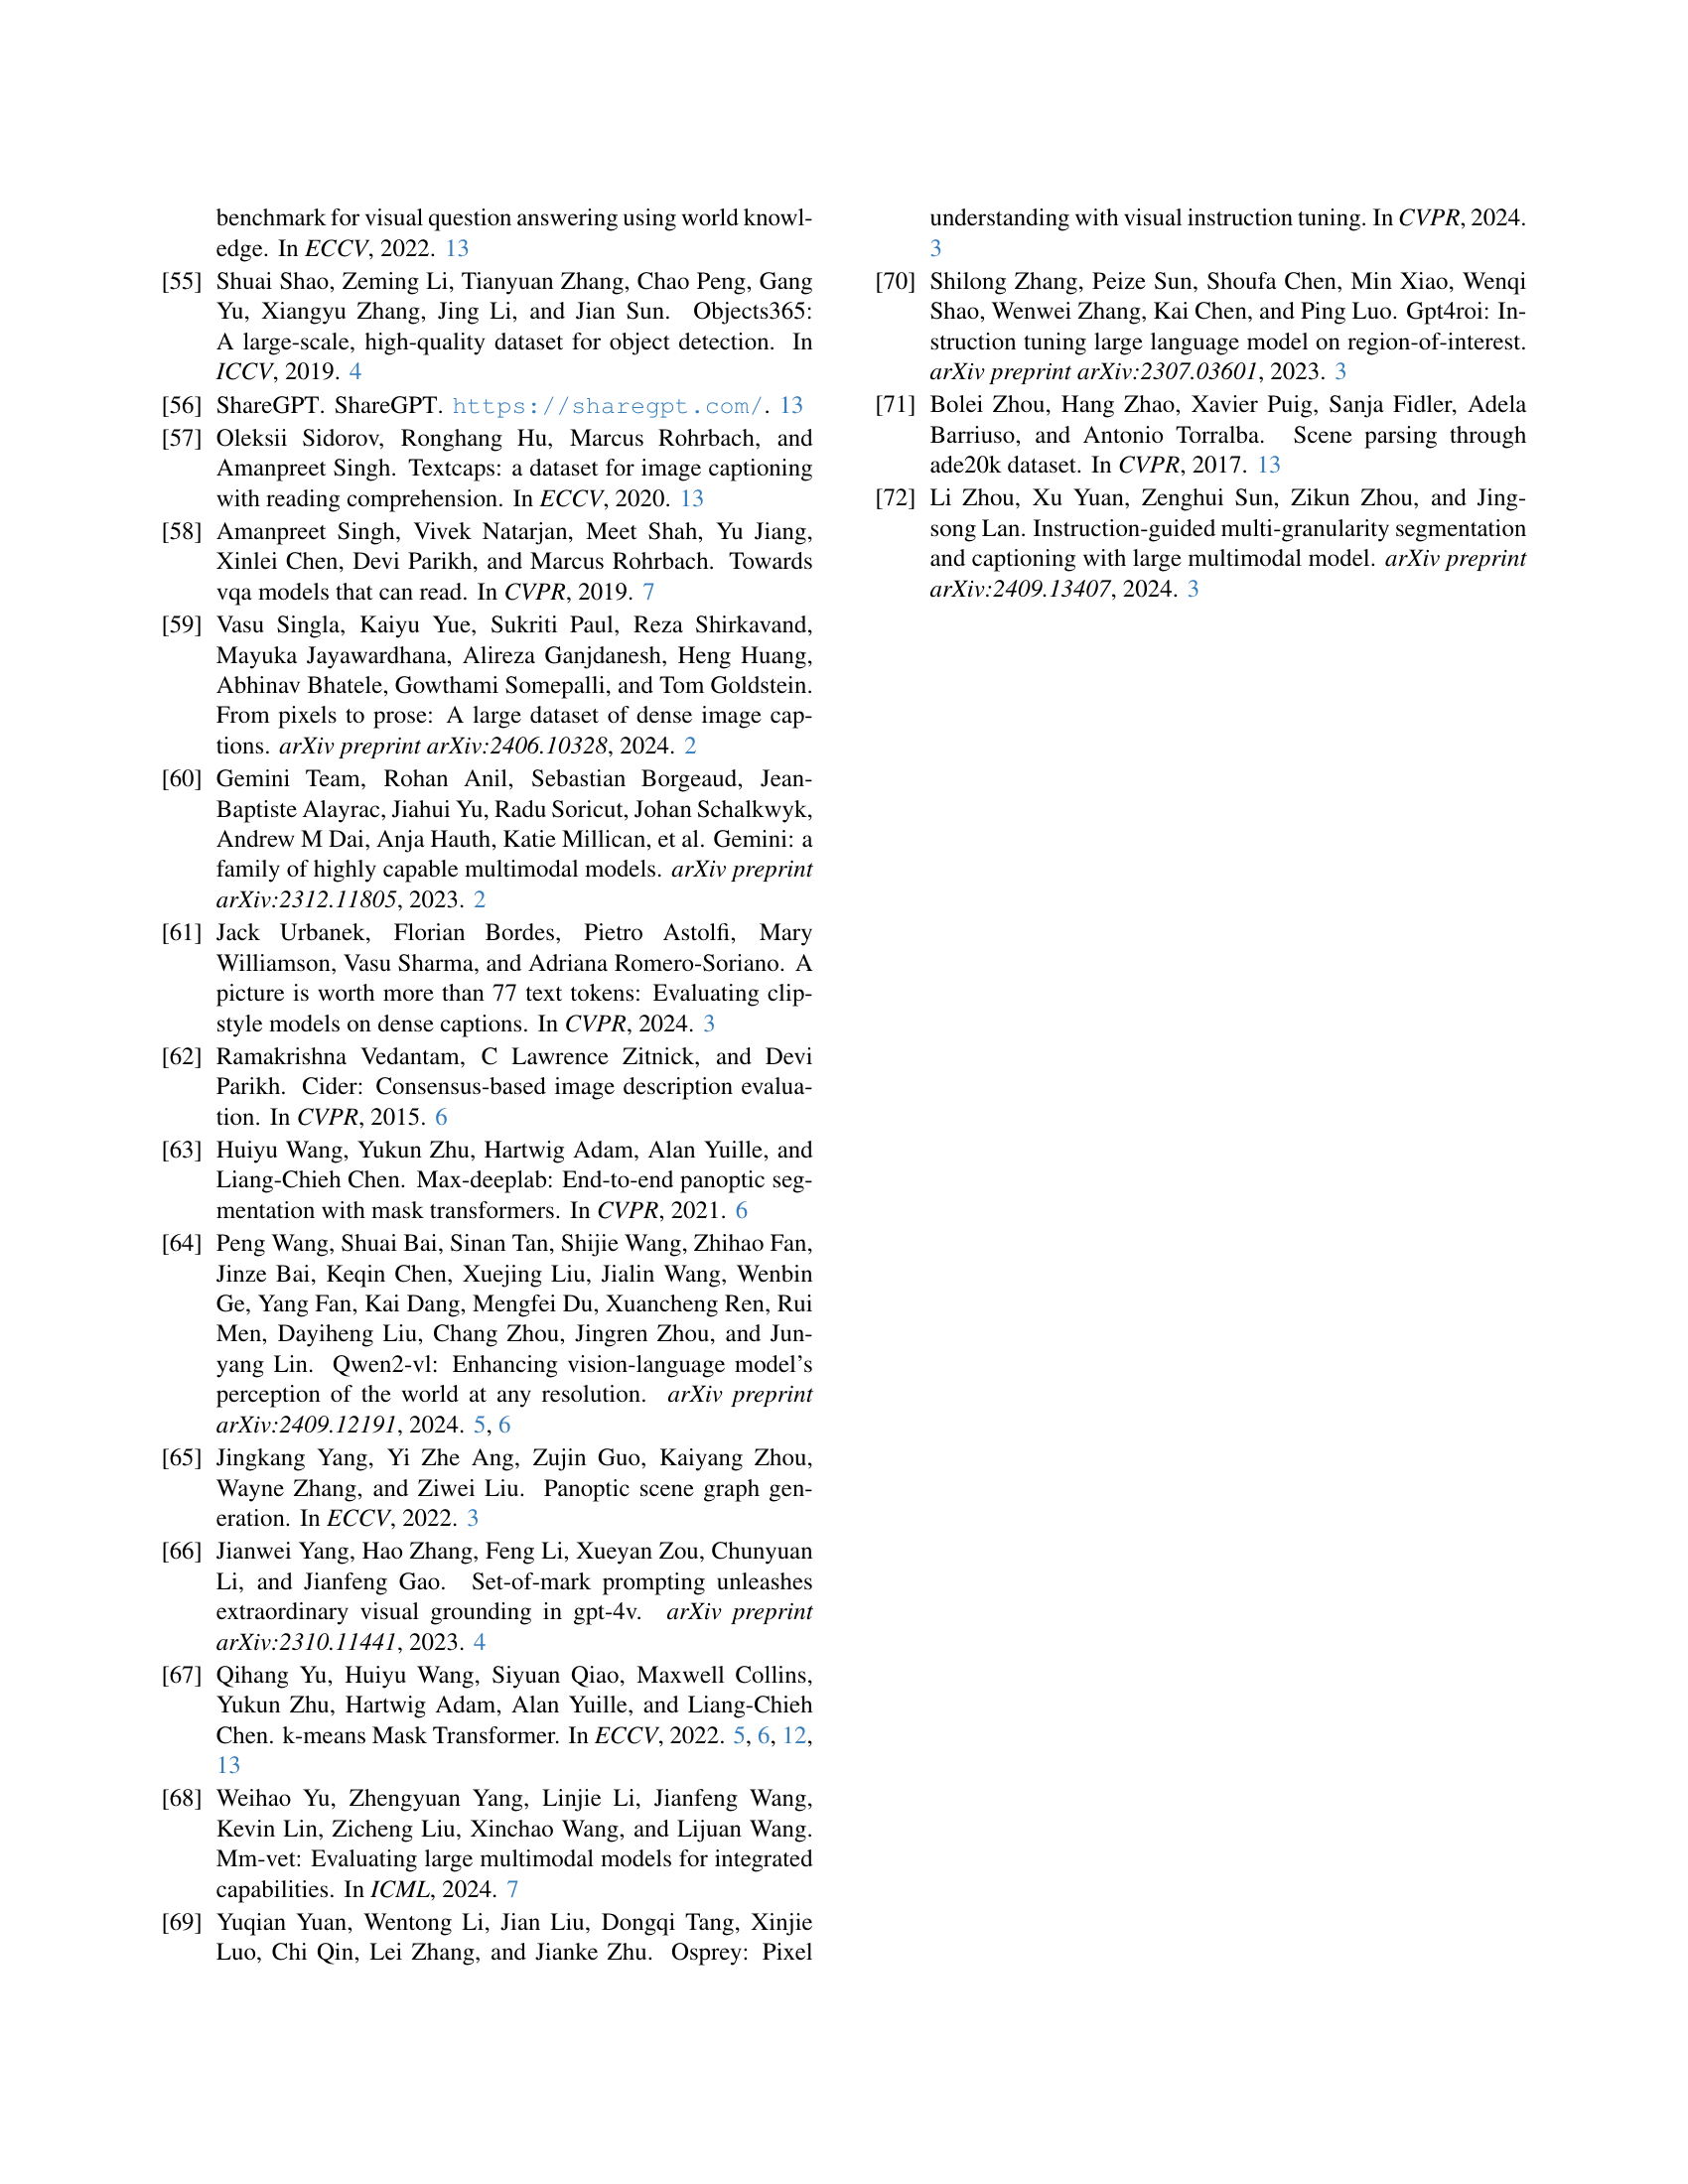 benchmark for visual question answering using world knowl-
edge. In ECCV, 2022. 13
[55] Shuai Shao, Zeming Li, Tianyuan Zhang, Chao Peng, Gang
Yu, Xiangyu Zhang, Jing Li, and Jian Sun. Objects365:
A large-scale, high-quality dataset for object detection. In
ICCV, 2019. 4
[56] ShareGPT. ShareGPT. https://sharegpt.com/. 13
[57] Oleksii Sidorov, Ronghang Hu, Marcus Rohrbach, and
Amanpreet Singh. Textcaps: a dataset for image captioning
with reading comprehension. In ECCV, 2020. 13
[58] Amanpreet Singh, Vivek Natarjan, Meet Shah, Yu Jiang,
Xinlei Chen, Devi Parikh, and Marcus Rohrbach. Towards
vqa models that can read. In CVPR, 2019. 7
[59] Vasu Singla, Kaiyu Yue, Sukriti Paul, Reza Shirkavand,
Mayuka Jayawardhana, Alireza Ganjdanesh, Heng Huang,
Abhinav Bhatele, Gowthami Somepalli, and Tom Goldstein.
From pixels to prose: A large dataset of dense image cap-
tions. arXiv preprint arXiv:2406.10328, 2024. 2
[60] Gemini Team, Rohan Anil, Sebastian Borgeaud, Jean-
Baptiste Alayrac, Jiahui Yu, Radu Soricut, Johan Schalkwyk,
Andrew M Dai, Anja Hauth, Katie Millican, et al. Gemini: a
family of highly capable multimodal models. arXiv preprint
arXiv:2312.11805, 2023. 2
[61] Jack Urbanek, Florian Bordes, Pietro Astolfi, Mary
Williamson, Vasu Sharma, and Adriana Romero-Soriano. A
picture is worth more than 77 text tokens: Evaluating clip-
style models on dense captions. In CVPR, 2024. 3
[62] Ramakrishna Vedantam, C Lawrence Zitnick, and Devi
Parikh. Cider: Consensus-based image description evalua-
tion. In CVPR, 2015. 6
[63] Huiyu Wang, Yukun Zhu, Hartwig Adam, Alan Yuille, and
Liang-Chieh Chen. Max-deeplab: End-to-end panoptic seg-
mentation with mask transformers. In CVPR, 2021. 6
[64] Peng Wang, Shuai Bai, Sinan Tan, Shijie Wang, Zhihao Fan,
Jinze Bai, Keqin Chen, Xuejing Liu, Jialin Wang, Wenbin
Ge, Yang Fan, Kai Dang, Mengfei Du, Xuancheng Ren, Rui
Men, Dayiheng Liu, Chang Zhou, Jingren Zhou, and Jun-
yang Lin. Qwen2-vl: Enhancing vision-language model's
perception of the world at any resolution. arXiv preprint
arXiv:2409.12191, 2024. 5, 6
[65] Jingkang Yang, Yi Zhe Ang, Zujin Guo, Kaiyang Zhou,
Wayne Zhang, and Ziwei Liu. Panoptic scene graph gen-
eration. In ECCV, 2022. 3
[66] Jianwei Yang, Hao Zhang, Feng Li, Xueyan Zou, Chunyuan
Li, and Jianfeng Gao. Set-of-mark prompting unleashes
extraordinary visual grounding in gpt-4v. arXiv preprint
arXiv:2310.11441, 2023. 4
[67] Qihang Yu, Huiyu Wang, Siyuan Qiao, Maxwell Collins,
Yukun Zhu, Hartwig Adam, Alan Yuille, and Liang-Chieh
Chen. k-means Mask Transformer. In ECCV, 2022. 5, 6, 12,
13
[68] Weihao Yu, Zhengyuan Yang, Linjie Li, Jianfeng Wang,
Kevin Lin, Zicheng Liu, Xinchao Wang, and Lijuan Wang.
Mm-vet: Evaluating large multimodal models for integrated
capabilities. In ICML, 2024. 7
[69] Yuqian Yuan, Wentong Li, Jian Liu, Dongqi Tang, Xinjie
Luo, Chi Qin, Lei Zhang, and Jianke Zhu. Osprey: Pixel
understanding with visual instruction tuning. In CVPR, 2024.
3
[70] Shilong Zhang, Peize Sun, Shoufa Chen, Min Xiao, Wenqi
Shao, Wenwei Zhang, Kai Chen, and Ping Luo. Gpt4roi: In-
struction tuning large language model on region-of-interest.
arXiv preprint arXiv:2307.03601, 2023. 3
[71] Bolei Zhou, Hang Zhao, Xavier Puig, Sanja Fidler, Adela
Barriuso, and Antonio Torralba. Scene parsing through
ade20k dataset. In CVPR, 2017. 13
[72] Li Zhou, Xu Yuan, Zenghui Sun, Zikun Zhou, and Jing-
song Lan. Instruction-guided multi-granularity segmentation
and captioning with large multimodal model. arXiv preprint
arXiv:2409.13407, 2024. 3